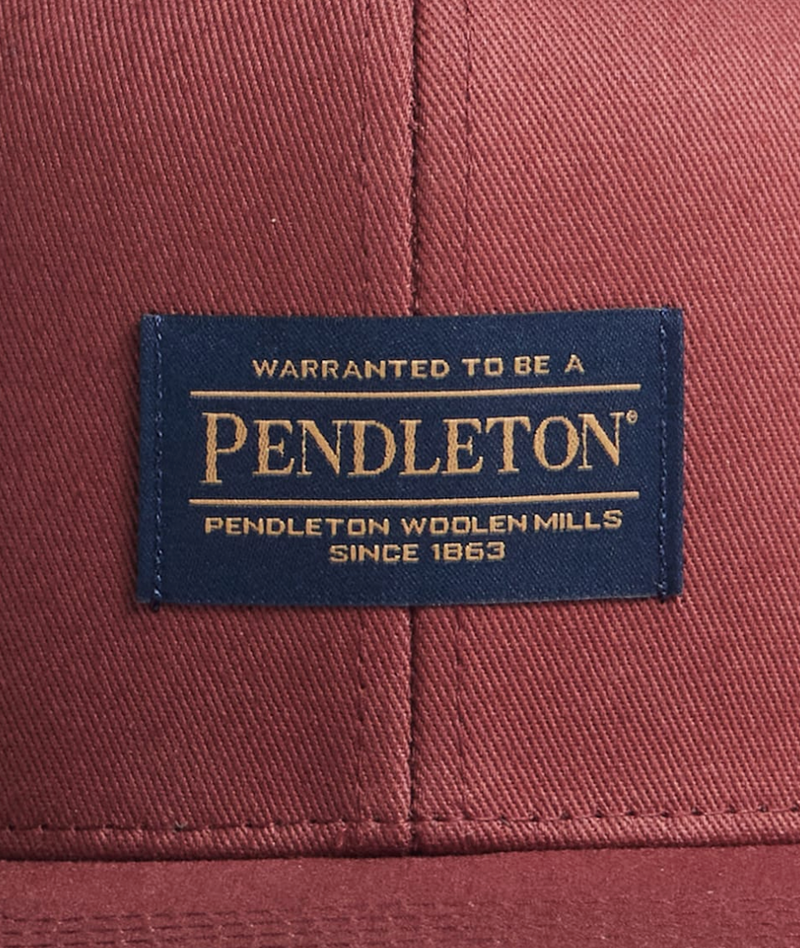 WARRANTED TO BE A
PENDLETON®
PENDLETON WOOLEN MILLS
SINCE 1863